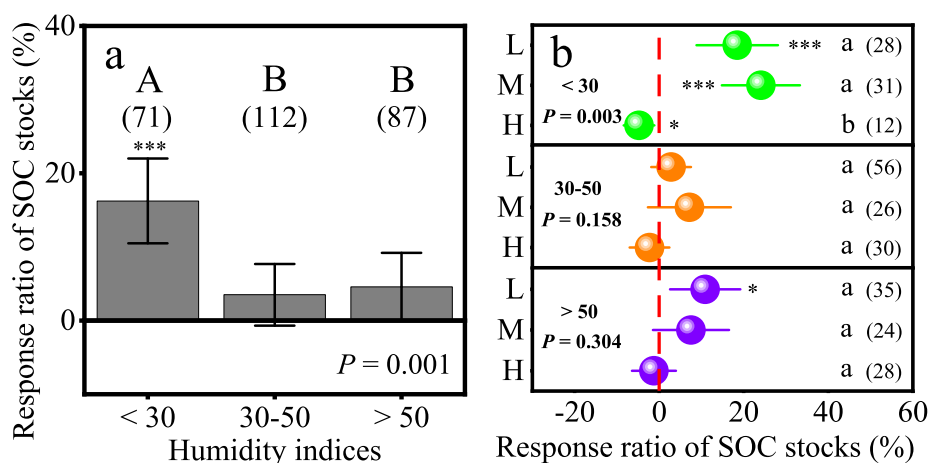 Response ratio of SOC stocks (%)
40
20
0
a
A B B
(71) (112) (87)
***
P = 0.001
< 30 30-50 > 50
Humidity indices
b
L *** a (28)
M *** a (31)
H * b (12)
< 30
P = 0.003
L a (56)
M a (26)
H a (30)
30-50
P = 0.158
L * a (35)
M a (24)
H a (28)
> 50
P = 0.304
-20 0 20 40 60
Response ratio of SOC stocks (%)